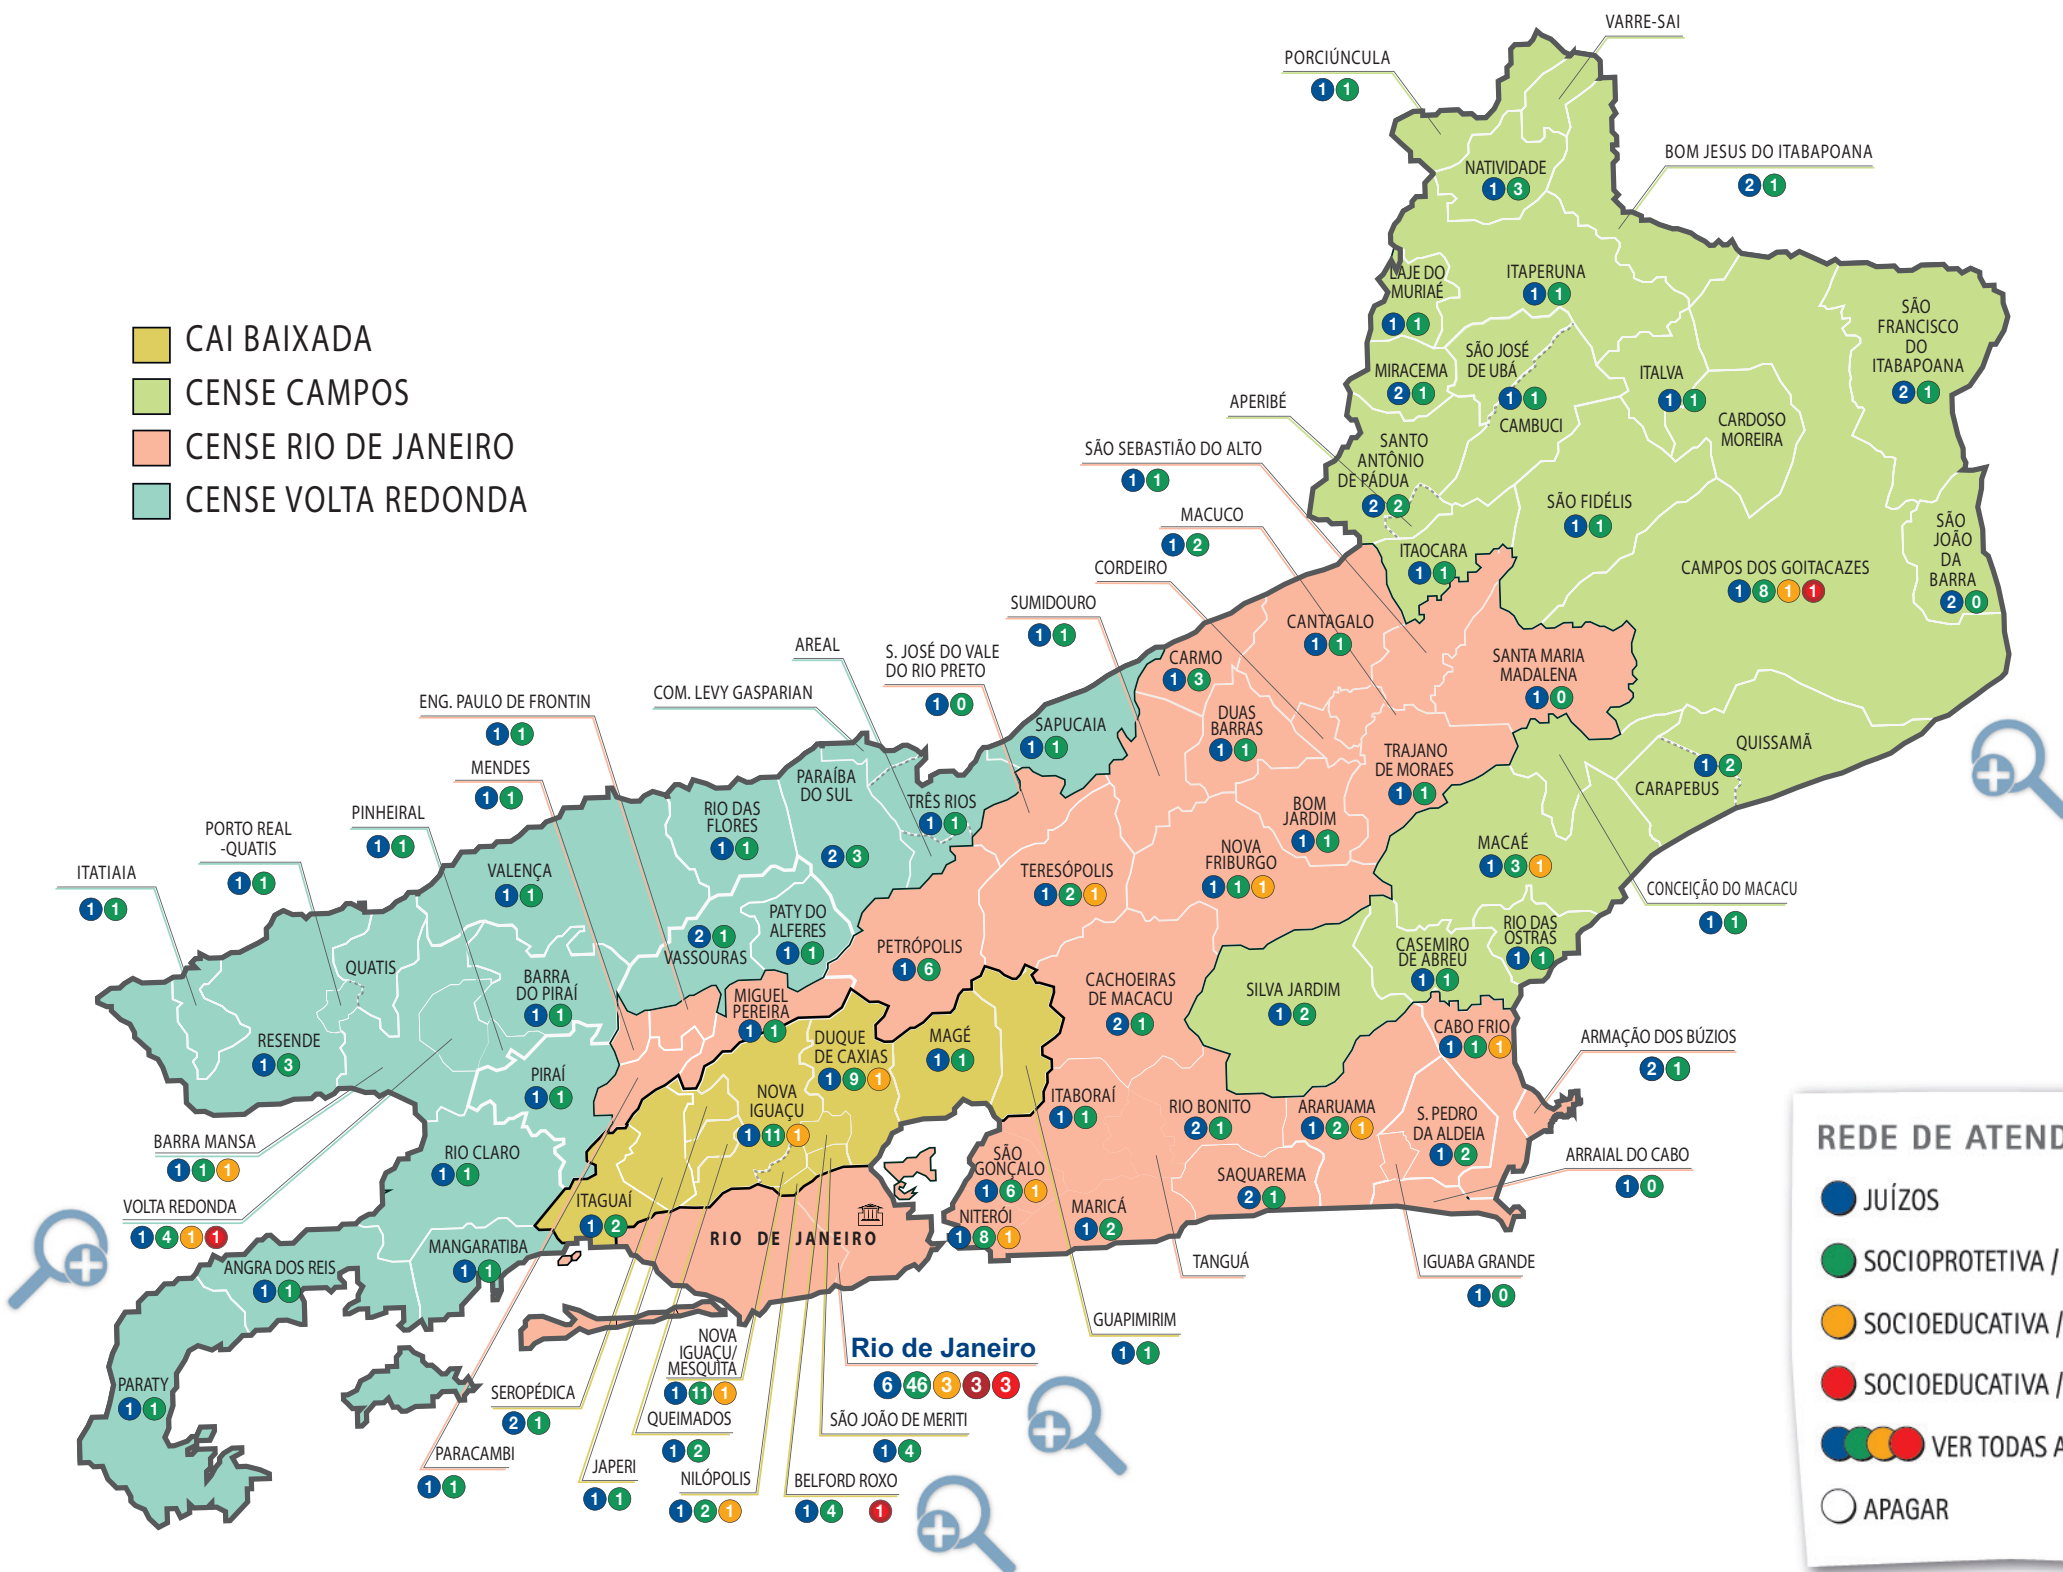 VARRE-SAI
PORCIÚNCULA
1 1
BOM JESUS DO ITABAPOANA
2 1
NATIVIDADE
1 3
LAJE DO
MURIAÉ
1 1
ITAPERUNA
1 1
SÃO
FRANCISCO
DO
ITABAPOANA
2 1
CAI BAIXADA
CENSE CAMPOS
CENSE RIO DE JANEIRO
CENSE VOLTA REDONDA
MIRACEMA
2 1
SÃO JOSÉ
DE UBÁ
1 1
CAMBUCI
ITALVA
1 1
CARDOSO
MOREIRA
APERIBÉ
SANTO
ANTÔNIO
DE PÁDUA
2 2
SÃO SEBASTIÃO DO ALTO
1 1
MACUCO
1 2
SÃO FIDÉLIS
1 1
SÃO
JOÃO
DA
BARRA
2 0
ITAOCARA
1 1
CAMPOS DOS GOITACAZES
1 8 1 1
CORDEIRO
SUMIDOURO
1 1
CANTAGALO
1 1
AREAL
S. JOSÉ DO VALE
DO RIO PRETO
1 0
CARMO
1 3
SANTA MARIA
MADALENA
1 0
COM. LEVY GASPARIAN
ENG. PAULO DE FRONTIN
1 1
SAPUCAIA
1 1
DUAS
BARRAS
1 1
TRAJANO
DE MORAES
1 1
QUISSAMÃ
1 2
CARAPEBUS
MENDES
1 1
PARAÍBA
DO SUL
2 3
TRÊS RIOS
1 1
RIO DAS
FLORES
1 1
BOM
JARDIM
1 1
PINHEIRAL
1 1
PORTO REAL
-QUATIS
1 1
ITATIAIA
1 1
VALENÇA
1 1
TERESÓPOLIS
1 2 1
NOVA
FRIBURGO
1 1 1
MACAÉ
1 3 1
CONCEIÇÃO DO MACACU
1 1
PATY DO
ALFERES
1 1
2 1
VASSOURAS
PETRÓPOLIS
1 6
RIO DAS
OSTRAS
1 1
CASEMIRO
DE ABREU
1 1
QUATIS
BARRA
DO PIRAÍ
1 1
CACHOEIRAS
DE MACACU
2 1
SILVA JARDIM
1 2
MIGUEL
PEREIRA
1 1
RESENDE
1 3
DUQUE
DE CAXIAS
1 9 1
MAGÉ
1 1
CABO FRIO
1 1 1
ARMAÇÃO DOS BÚZIOS
2 1
PIRAÍ
1 1
NOVA
IGUAÇU
1 11 1
ITABORAÍ
1 1
RIO BONITO
2 1
ARARUAMA
1 2 1
S. PEDRO
DA ALDEIA
1 2
BARRA MANSA
1 1 1
RIO CLARO
1 1
SÃO
GONÇALO
1 6 1
SAQUAREMA
2 1
ARRAIAL DO CABO
1 0
VOLTA REDONDA
1 4 1 1
ITAGUAÍ
1 2
RIO DE JANEIRO
NITERÓI
1 8 1
MARICÁ
1 2
MANGARATIBA
1 1
ANGRA DOS REIS
1 1
TANGUÁ
IGUABA GRANDE
1 0
GUAPIMIRIM
1 1
NOVA
IGUAÇU/
MESQUITA
1 11 1
Rio de Janeiro
6 46 3 3 3
PARATY
1 1
SEROPÉDICA
2 1
QUEIMADOS
1 2
SÃO JOÃO DE MERITI
1 4
PARACAMBI
1 1
JAPERI
1 1
NILÓPOLIS
1 2 1
BELFORD ROXO
1 4 1
REDE DE ATEND
JUÍZOS
SOCIOPROTETIVA /
SOCIOEDUCATIVA /
SOCIOEDUCATIVA /
VER TODAS A
APAGAR